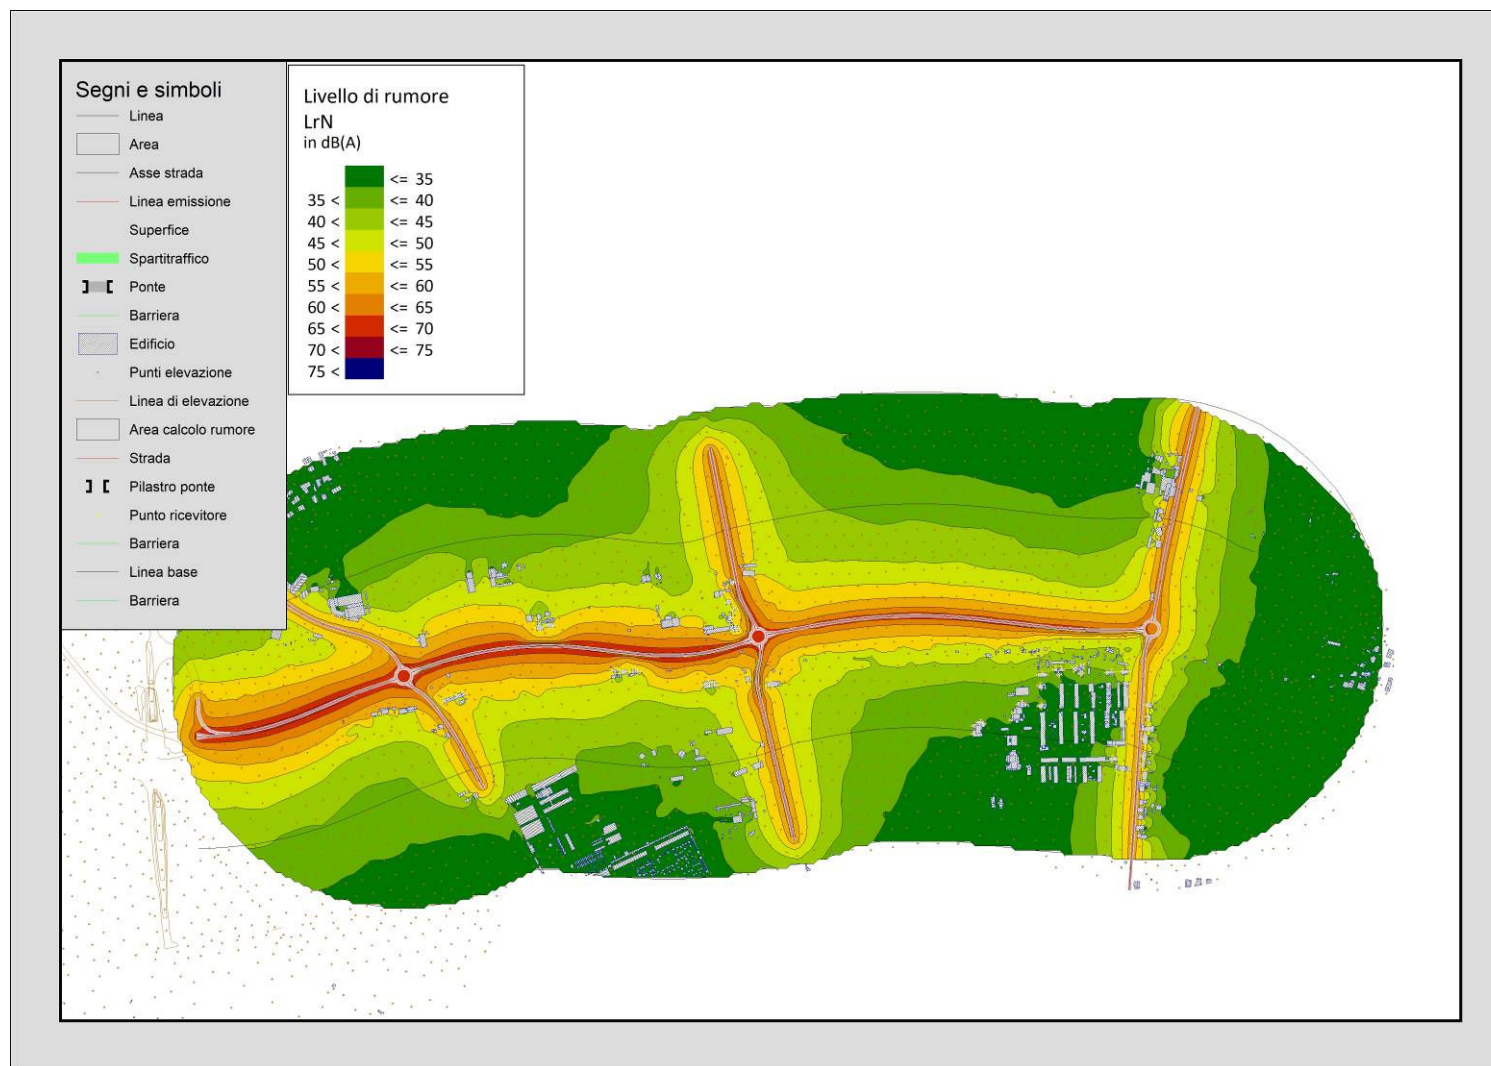 Segni e simboli
Linea
Area
Asse strada
Linea emissione
Superfice
Spartitraffico
Ponte
Barriera
Edificio
Punti elevazione
Linea di elevazione
Area calcolo rumore
Strada
Pilastro ponte
Punto ricevitore
Barriera
Linea base
Barriera
Livello di rumore
LrN
in dB(A)
<= 35
35 < <= 40
40 < <= 45
45 < <= 50
50 < <= 55
55 < <= 60
60 < <= 65
65 < <= 70
70 < <= 75
75 <